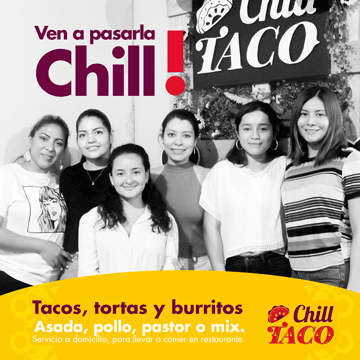 Ven a pasarla
Chill!
Chill
TACO
Tacos, tortas y burritos
Asada, pollo, pastor o mix.
Servicio a domicilio, para llevar o comer en restaurante.
Chill
TACO